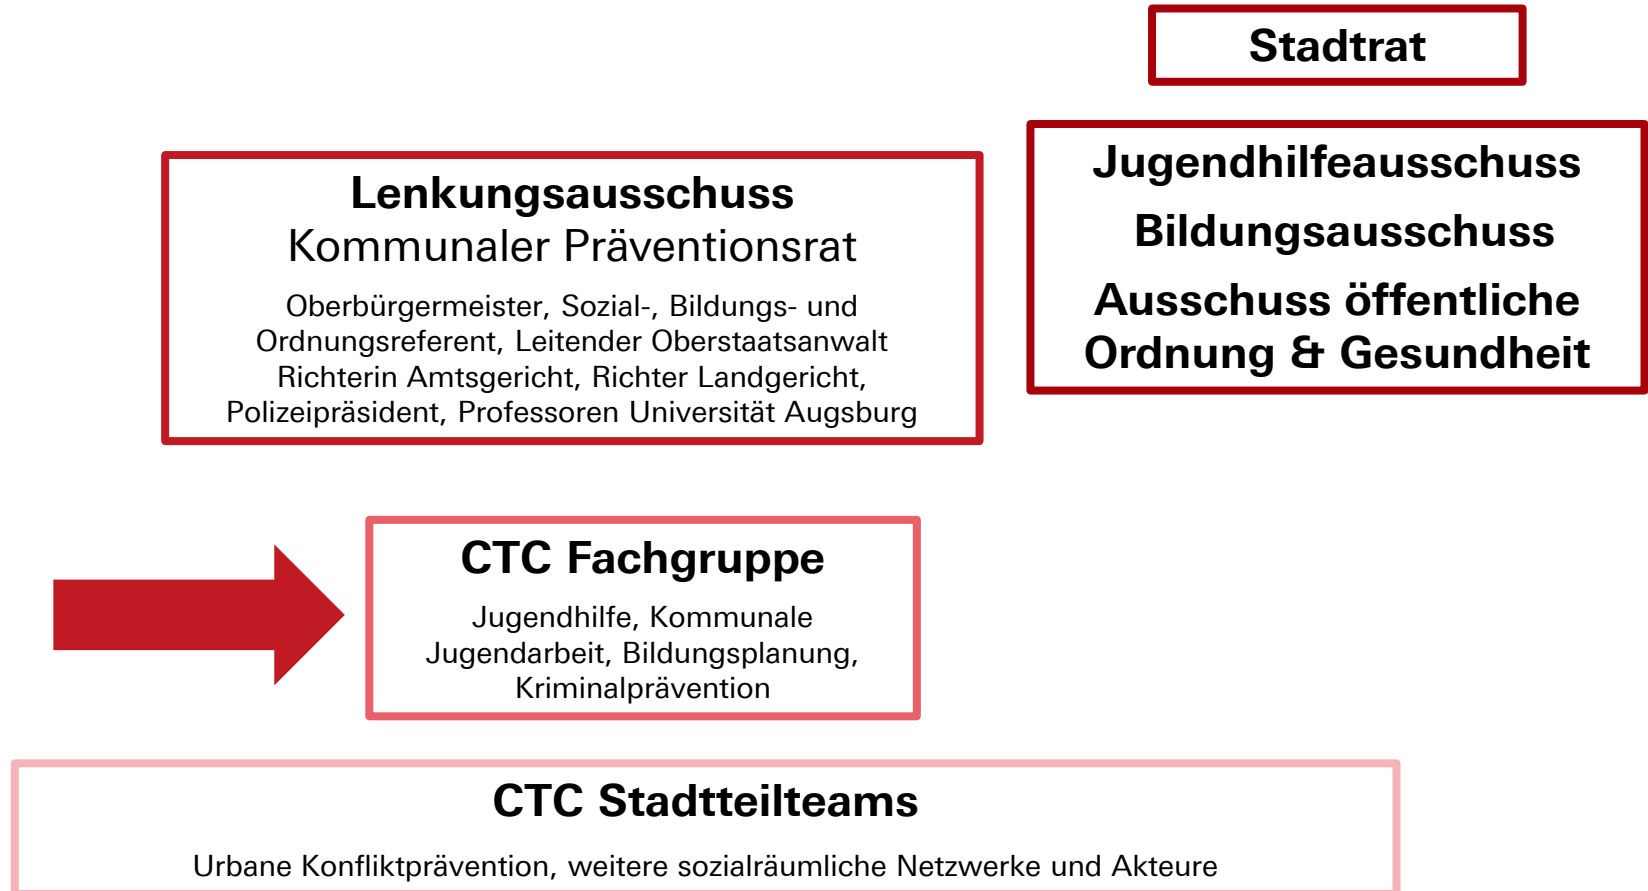 Stadtrat
Jugendhilfeausschuss
Bildungsausschuss
Ausschuss öffentliche
Ordnung & Gesundheit
Lenkungsausschuss
Kommunaler Präventionsrat
Oberbürgermeister, Sozial-, Bildungs- und
Ordnungsreferent, Leitender Oberstaatsanwalt
Richterin Amtsgericht, Richter Landgericht,
Polizeipräsident, Professoren Universität Augsburg
CTC Fachgruppe
Jugendhilfe, Kommunale
Jugendarbeit, Bildungsplanung,
Kriminalprävention
CTC Stadtteilteams
Urbane Konfliktprävention, weitere sozialräumliche Netzwerke und Akteure